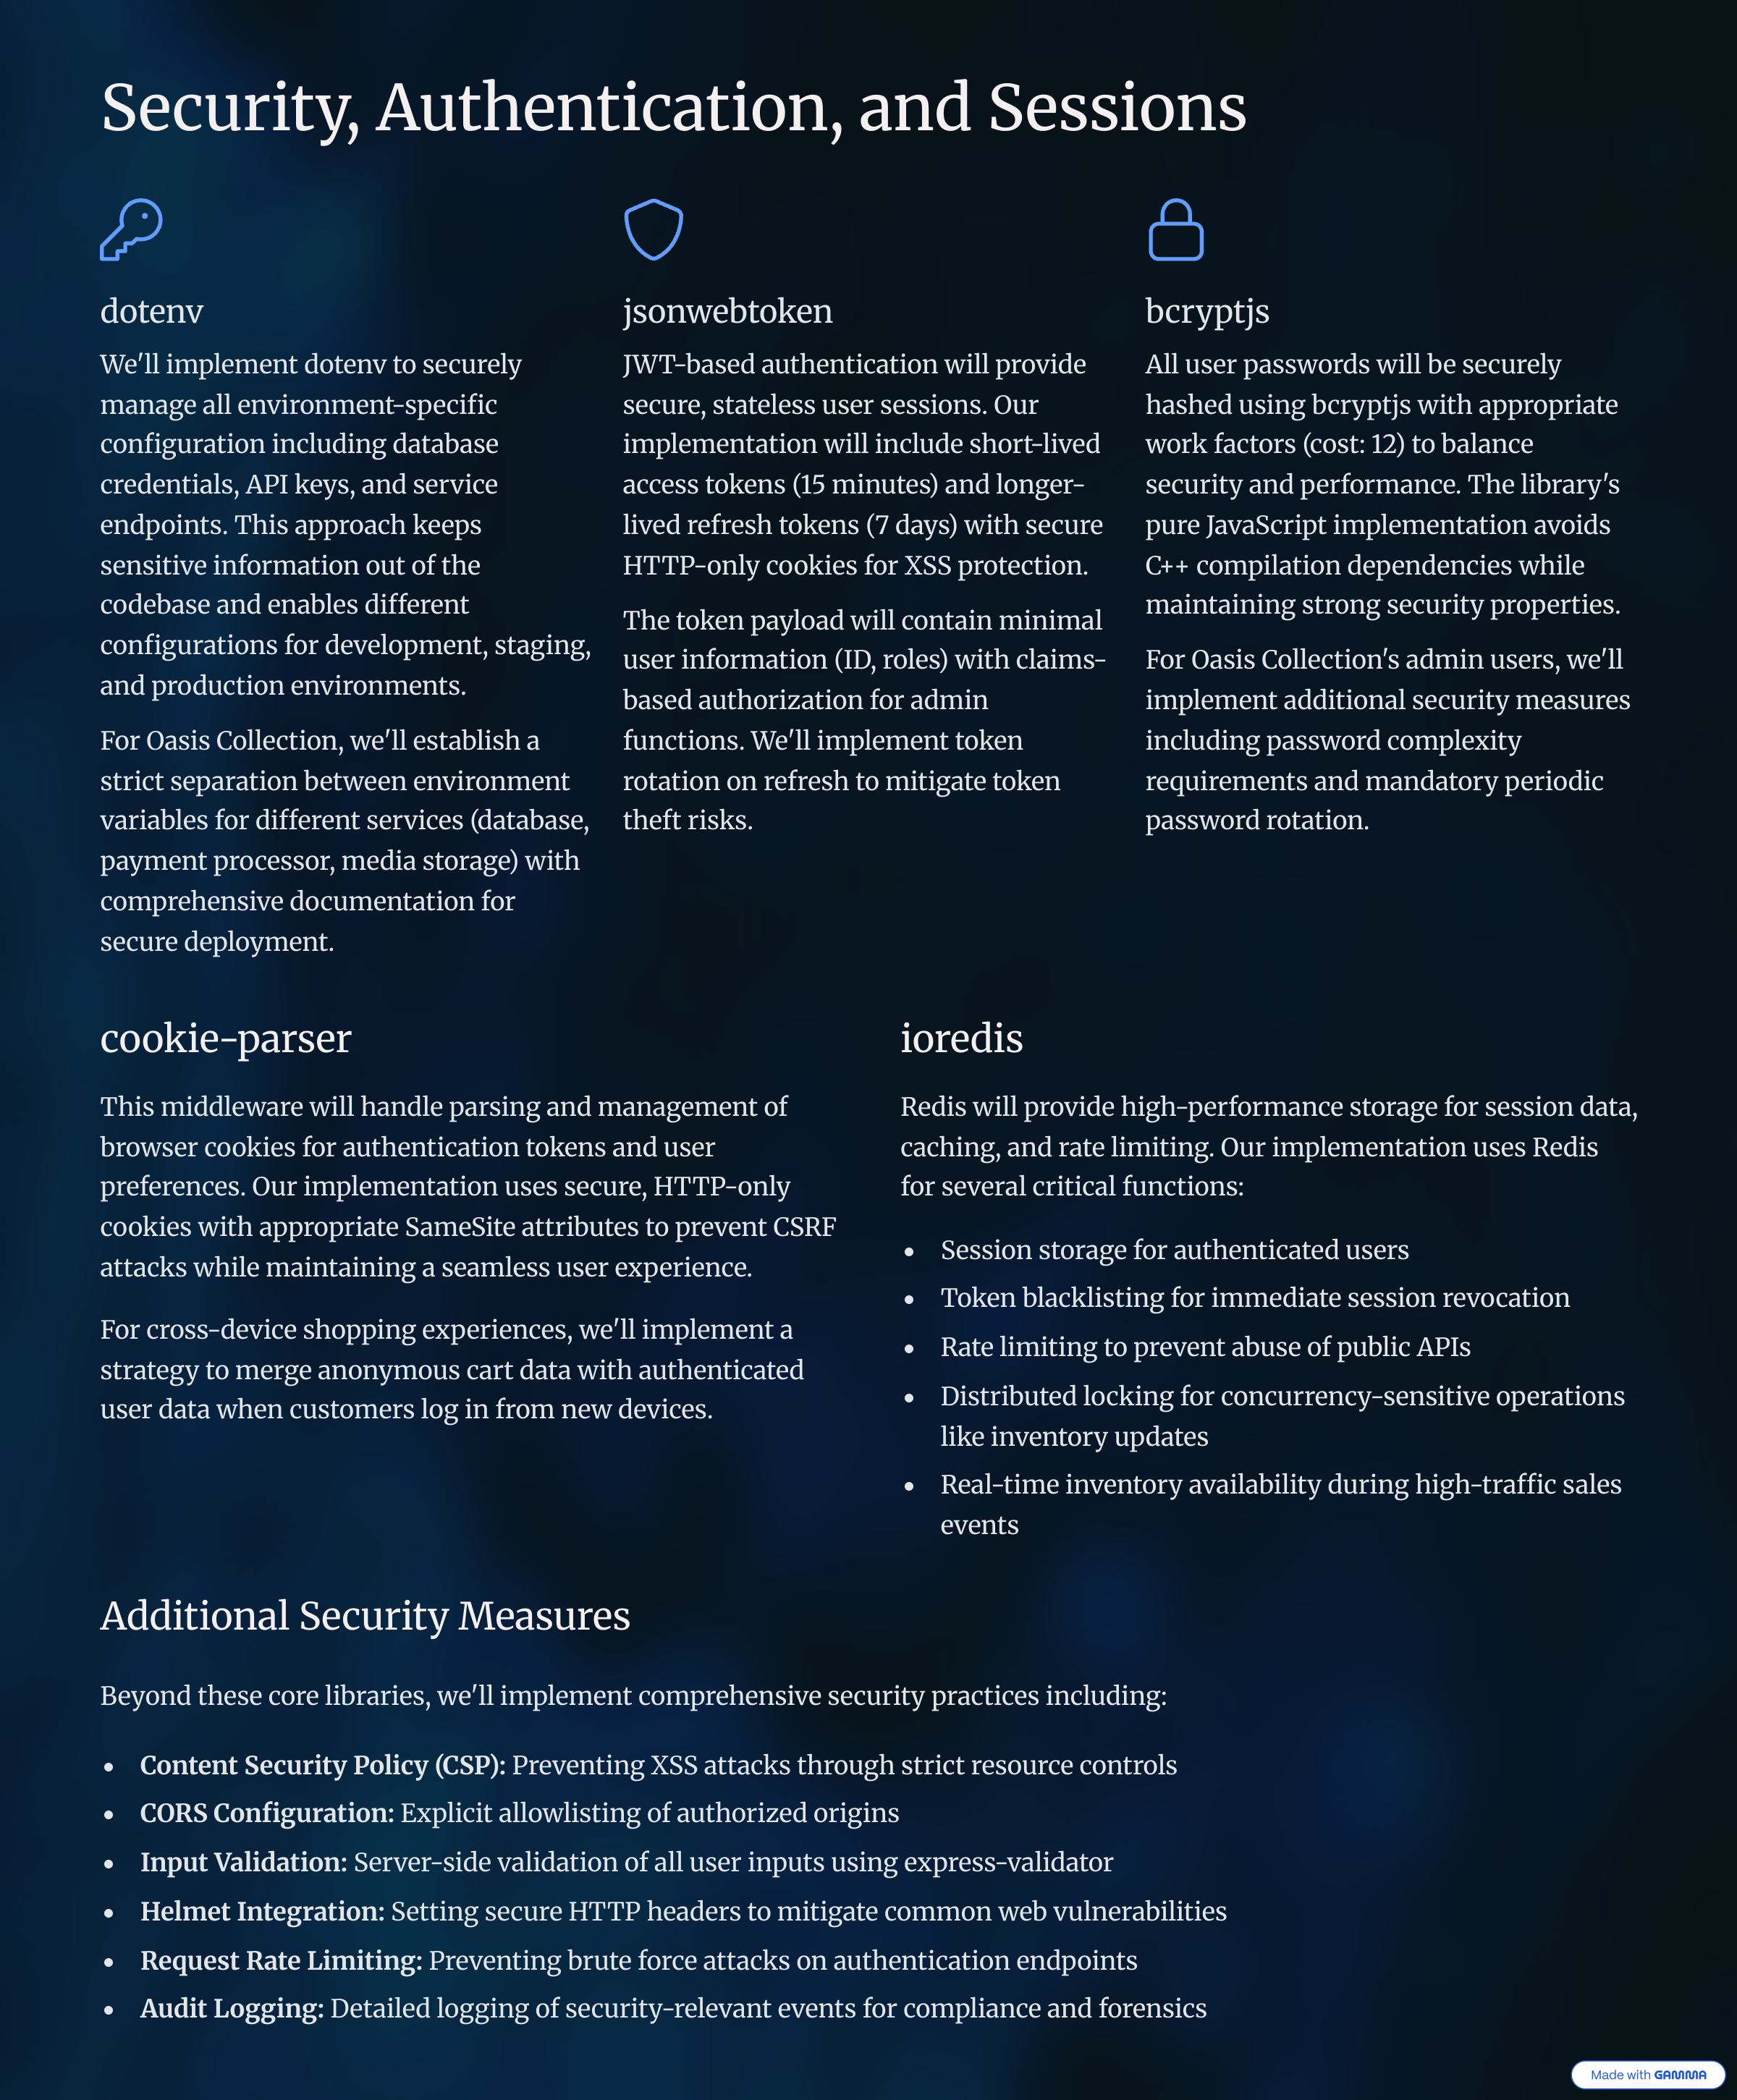 Security, Authentication, and Sessions
dotenv
We'll implement dotenv to securely
manage all environment-specific
configuration including database
credentials, API keys, and service
endpoints. This approach keeps
sensitive information out of the
codebase and enables different
configurations for development, staging,
and production environments.
For Oasis Collection, we'll establish a
strict separation between environment
variables for different services (database,
payment processor, media storage) with
comprehensive documentation for
secure deployment.
jsonwebtoken
JWT-based authentication will provide
secure, stateless user sessions. Our
implementation will include short-lived
access tokens (15 minutes) and longer-
lived refresh tokens (7 days) with secure
HTTP-only cookies for XSS protection.
The token payload will contain minimal
user information (ID, roles) with claims-
based authorization for admin
functions. We'll implement token
rotation on refresh to mitigate token
theft risks.
bcryptjs
All user passwords will be securely
hashed using bcryptjs with appropriate
work factors (cost: 12) to balance
security and performance. The library's
pure JavaScript implementation avoids
C++ compilation dependencies while
maintaining strong security properties.
For Oasis Collection's admin users, we'll
implement additional security measures
including password complexity
requirements and mandatory periodic
password rotation.
cookie-parser
This middleware will handle parsing and management of
browser cookies for authentication tokens and user
preferences. Our implementation uses secure, HTTP-only
cookies with appropriate SameSite attributes to prevent CSRF
attacks while maintaining a seamless user experience.
For cross-device shopping experiences, we'll implement a
strategy to merge anonymous cart data with authenticated
user data when customers log in from new devices.
ioredis
Redis will provide high-performance storage for session data,
caching, and rate limiting. Our implementation uses Redis
for several critical functions:
• Session storage for authenticated users
• Token blacklisting for immediate session revocation
• Rate limiting to prevent abuse of public APIs
• Distributed locking for concurrency-sensitive operations
like inventory updates
• Real-time inventory availability during high-traffic sales
events
Additional Security Measures
Beyond these core libraries, we'll implement comprehensive security practices including:
• Content Security Policy (CSP): Preventing XSS attacks through strict resource controls
• CORS Configuration: Explicit allowlisting of authorized origins
• Input Validation: Server-side validation of all user inputs using express-validator
• Helmet Integration: Setting secure HTTP headers to mitigate common web vulnerabilities
• Request Rate Limiting: Preventing brute force attacks on authentication endpoints
• Audit Logging: Detailed logging of security-relevant events for compliance and forensics
Made with GAMMA